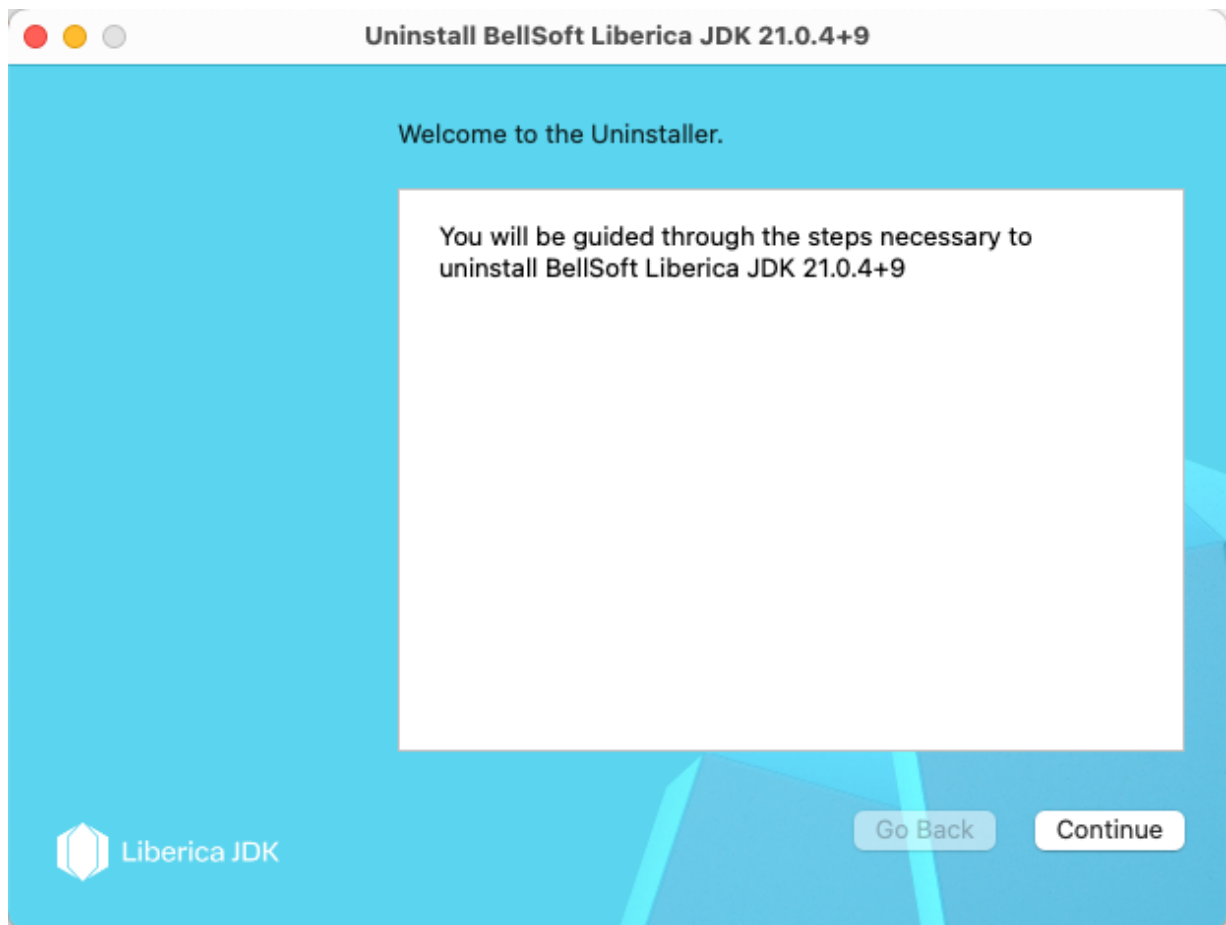 Uninstall BellSoft Liberica JDK 21.0.4+9
Welcome to the Uninstaller.
You will be guided through the steps necessary to
uninstall BellSoft Liberica JDK 21.0.4+9
Go Back
Continue
Liberica JDK